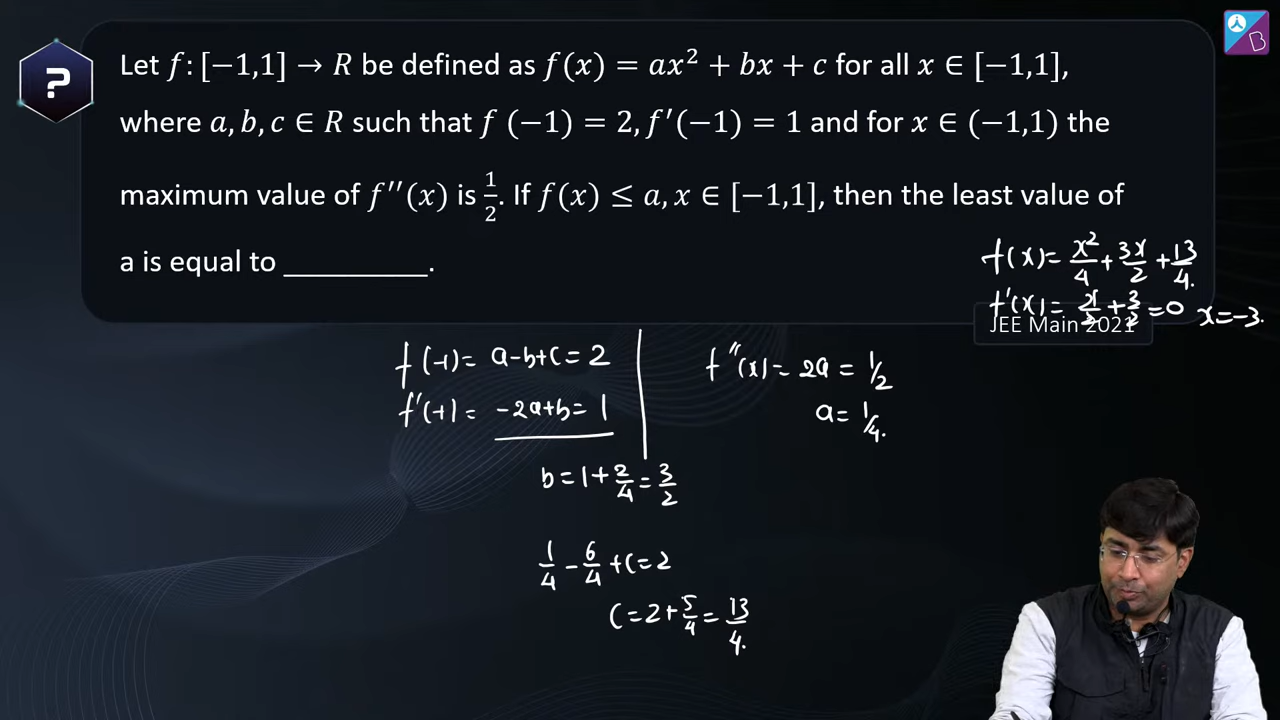 ?
Let f: [−1,1] → R be defined as f(x) = ax² + bx + c for all x ∈ [−1,1],
where a, b, c ∈ R such that f (−1) = 2, f′(−1) = 1 and for x ∈ (−1,1) the
maximum value of f′′(x) is 1/2. If f(x) ≤ a, x ∈ [−1,1], then the least value of
a is equal to __________.
f(x) = x²/4 + 3x/2 + 13/4.
f'(x) = x/2 + 3/2 = 0 x = -3.
JEE Main 2021
f(-1) = a-b+c = 2
f'(-1) = -2a+b = 1
f''(x) = 2a = 1/2
a = 1/4.
b = 1 + 2/4 = 3/2
1/4 - 6/4 + c = 2
c = 2 + 5/4 = 13/4.
B